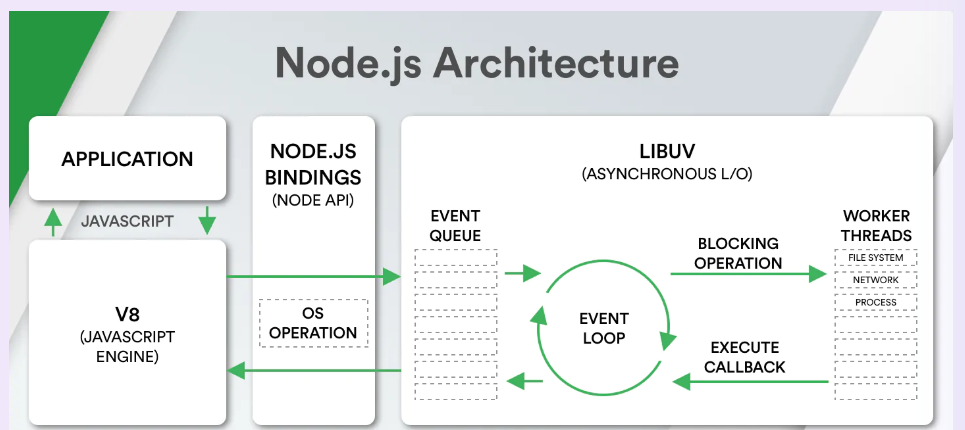 Node.js Architecture
APPLICATION
JAVASCRIPT
V8
(JAVASCRIPT
ENGINE)
NODE.JS
BINDINGS
(NODE API)
OS
OPERATION
LIBUV
(ASYNCHRONOUS L/O)
EVENT
QUEUE
EVENT
LOOP
BLOCKING
OPERATION
EXECUTE
CALLBACK
WORKER
THREADS
FILE SYSTEM
NETWORK
PROCESS